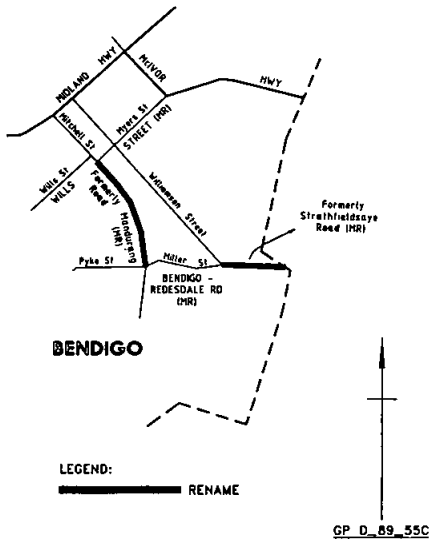 MIDLAND HWY
McIVOR
HWY
Mitchell St
Myers St
STREET (MR)
Wills St
WILLS
Williamson Street
Formerly
Mandurang
Road (MR)
Formerly
Strathfieldsaye
Road (MR)
Pyke St
Miller St
BENDIGO -
REDESDALE RD
(MR)
BENDIGO
LEGEND:
RENAME
GP D_89_55C